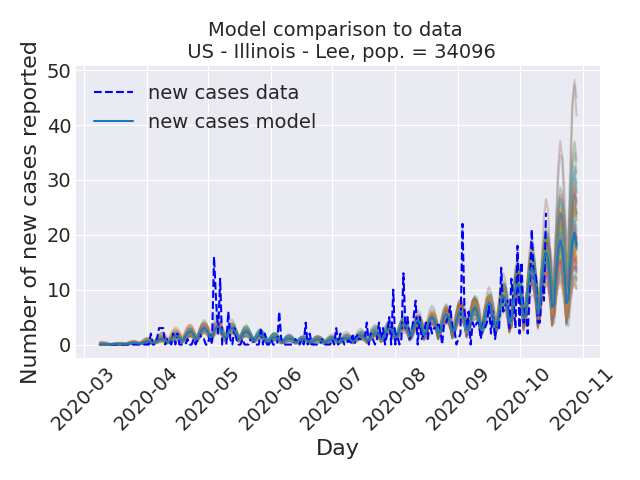 Model comparison to data
US - Illinois - Lee, pop. = 34096
Number of new cases reported
50
40
30
20
10
0
new cases data
new cases model
2020-03
2020-04
2020-05
2020-06
2020-07
2020-08
2020-09
2020-10
2020-11
Day